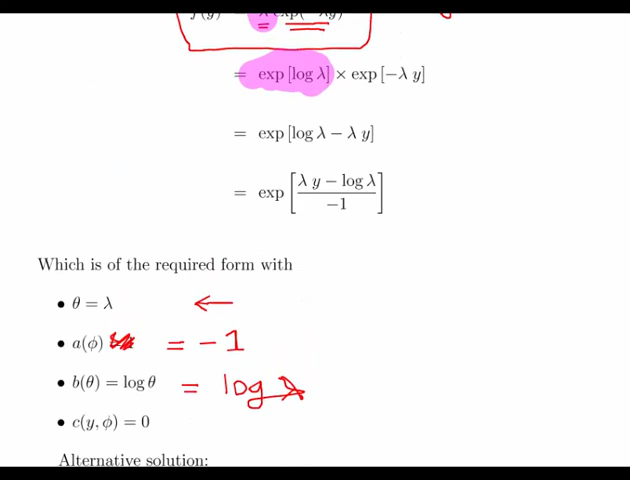 = exp [log λ] × exp [−λ y]
= exp [log λ − λ y]
= exp [ (λ y − log λ) / −1 ]
Which is of the required form with
• θ = λ ←
• a(ϕ) = −1
• b(θ) = log θ = log λ
• c(y, ϕ) = 0
Alternative solution: